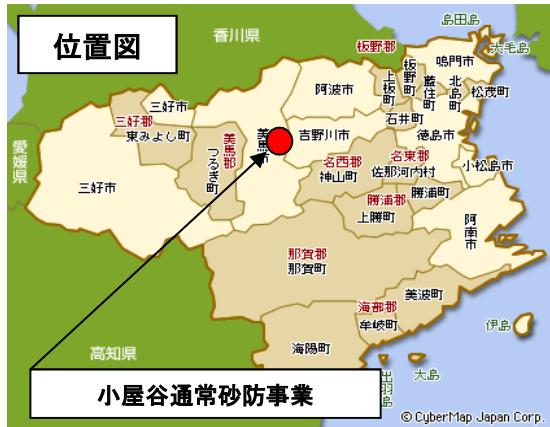 位置図
香川県
島田島
大毛島
板野郡
鳴門市
板野町
上板町
藍住町
北島町
松茂町
阿波市
石井町
三好市
三好郡
東みよし町
美馬郡
つるぎ町
美馬市
吉野川市
徳島市
名西郡
神山町
名東郡
佐那河内村
小松島市
愛媛県
三好市
勝浦郡
勝浦町
上勝町
阿南市
那賀郡
那賀町
美波町
海部郡
牟岐町
伊島
高知県
海陽町
大島
出羽島
小屋谷通常砂防事業
© CyberMap Japan Corp.